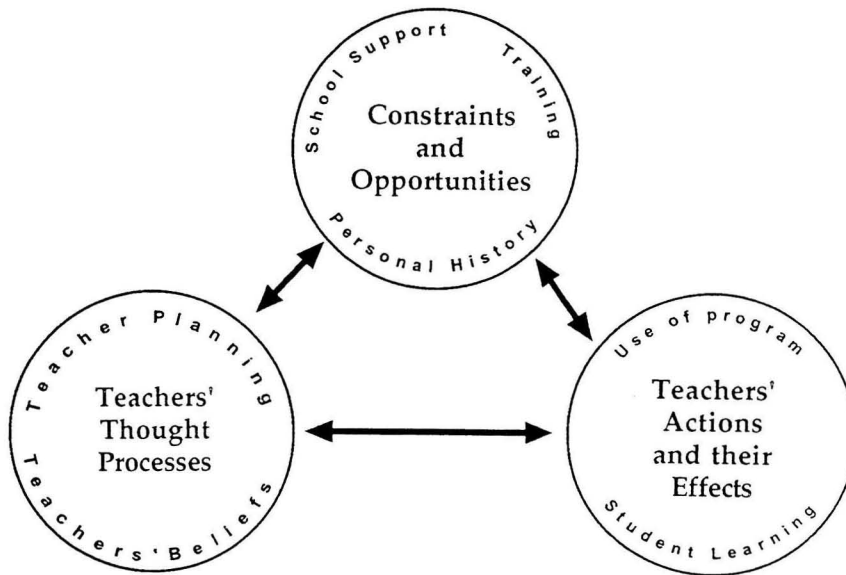 School Support Training
Constraints
and
Opportunities
Personal History
Teacher Planning
Teachers'
Thought
Processes
Teachers' Beliefs
Use of program
Teachers'
Actions
and their
Effects
Student Learning